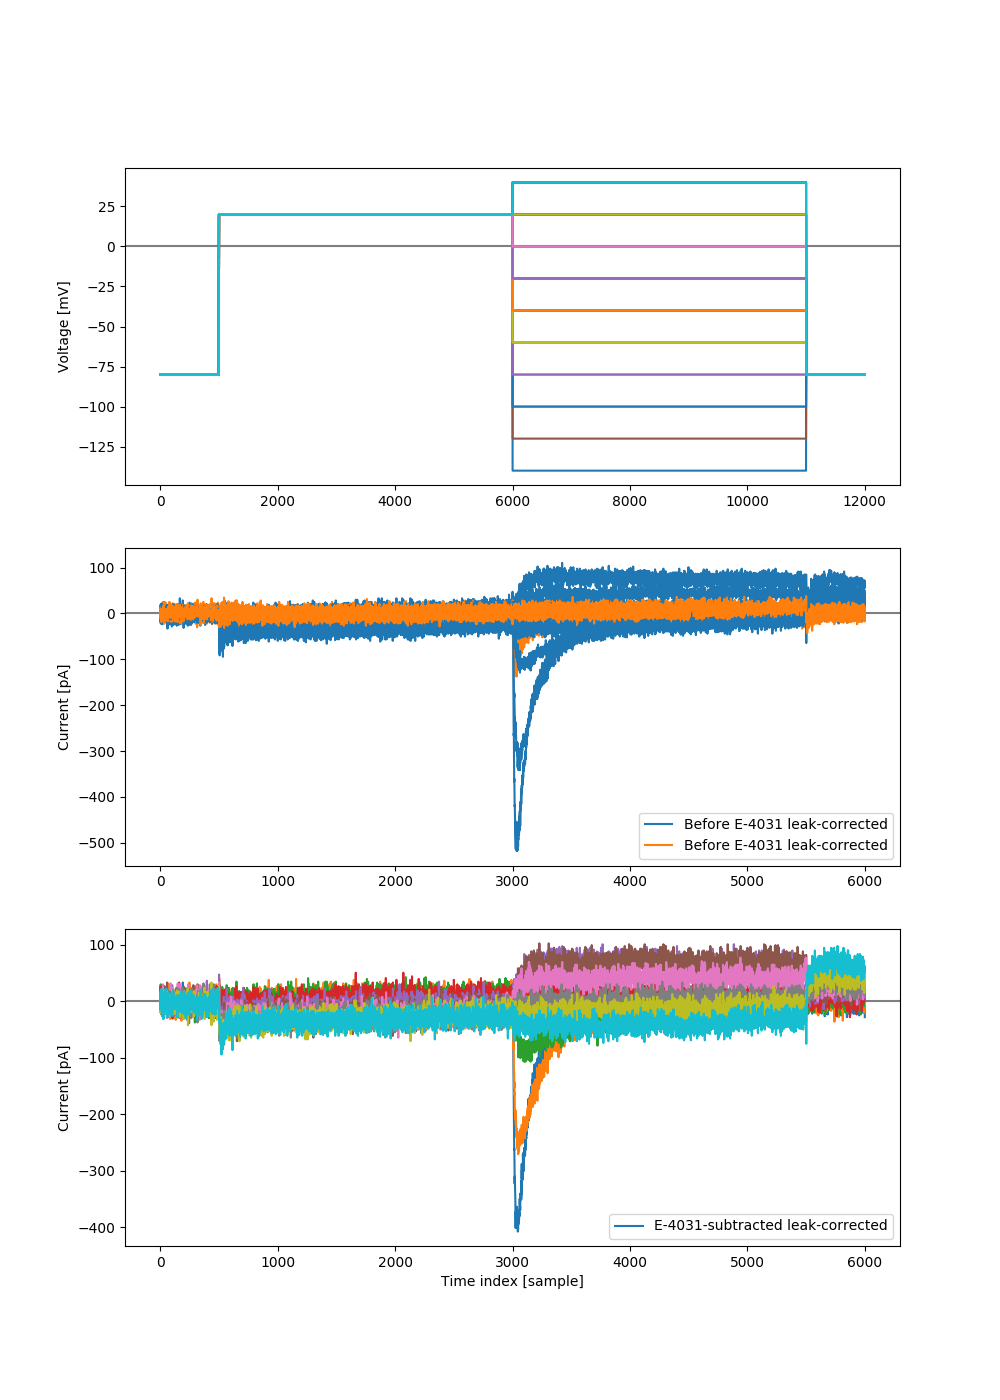 25
0
−25
−50
−75
−100
−125
Voltage [mV]
0 2000 4000 6000 8000 10000 12000
100
0
−100
−200
−300
−400
−500
Current [pA]
Before E-4031 leak-corrected
Before E-4031 leak-corrected
0 1000 2000 3000 4000 5000 6000
100
0
−100
−200
−300
−400
Current [pA]
E-4031-subtracted leak-corrected
0 1000 2000 3000 4000 5000 6000
Time index [sample]